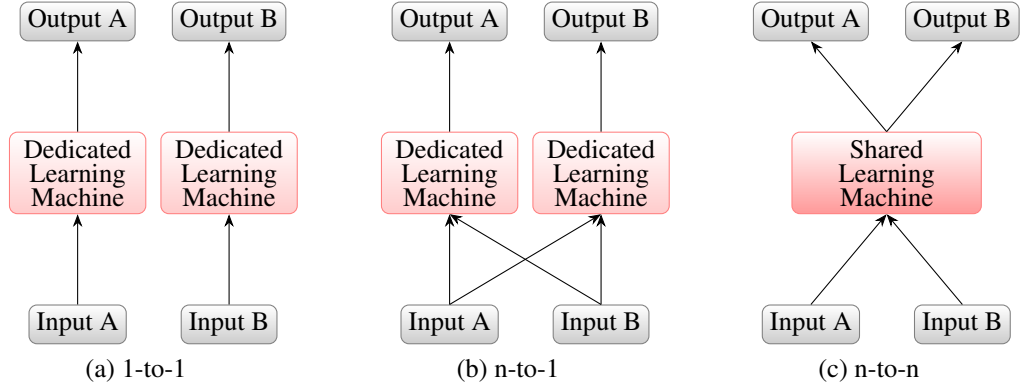 Output A Output B Output A Output B Output A Output B
Dedicated Dedicated Dedicated Dedicated Shared
Learning Learning Learning Learning Learning
Machine Machine Machine Machine Machine
Input A Input B Input A Input B Input A Input B
(a) 1-to-1 (b) n-to-1 (c) n-to-n